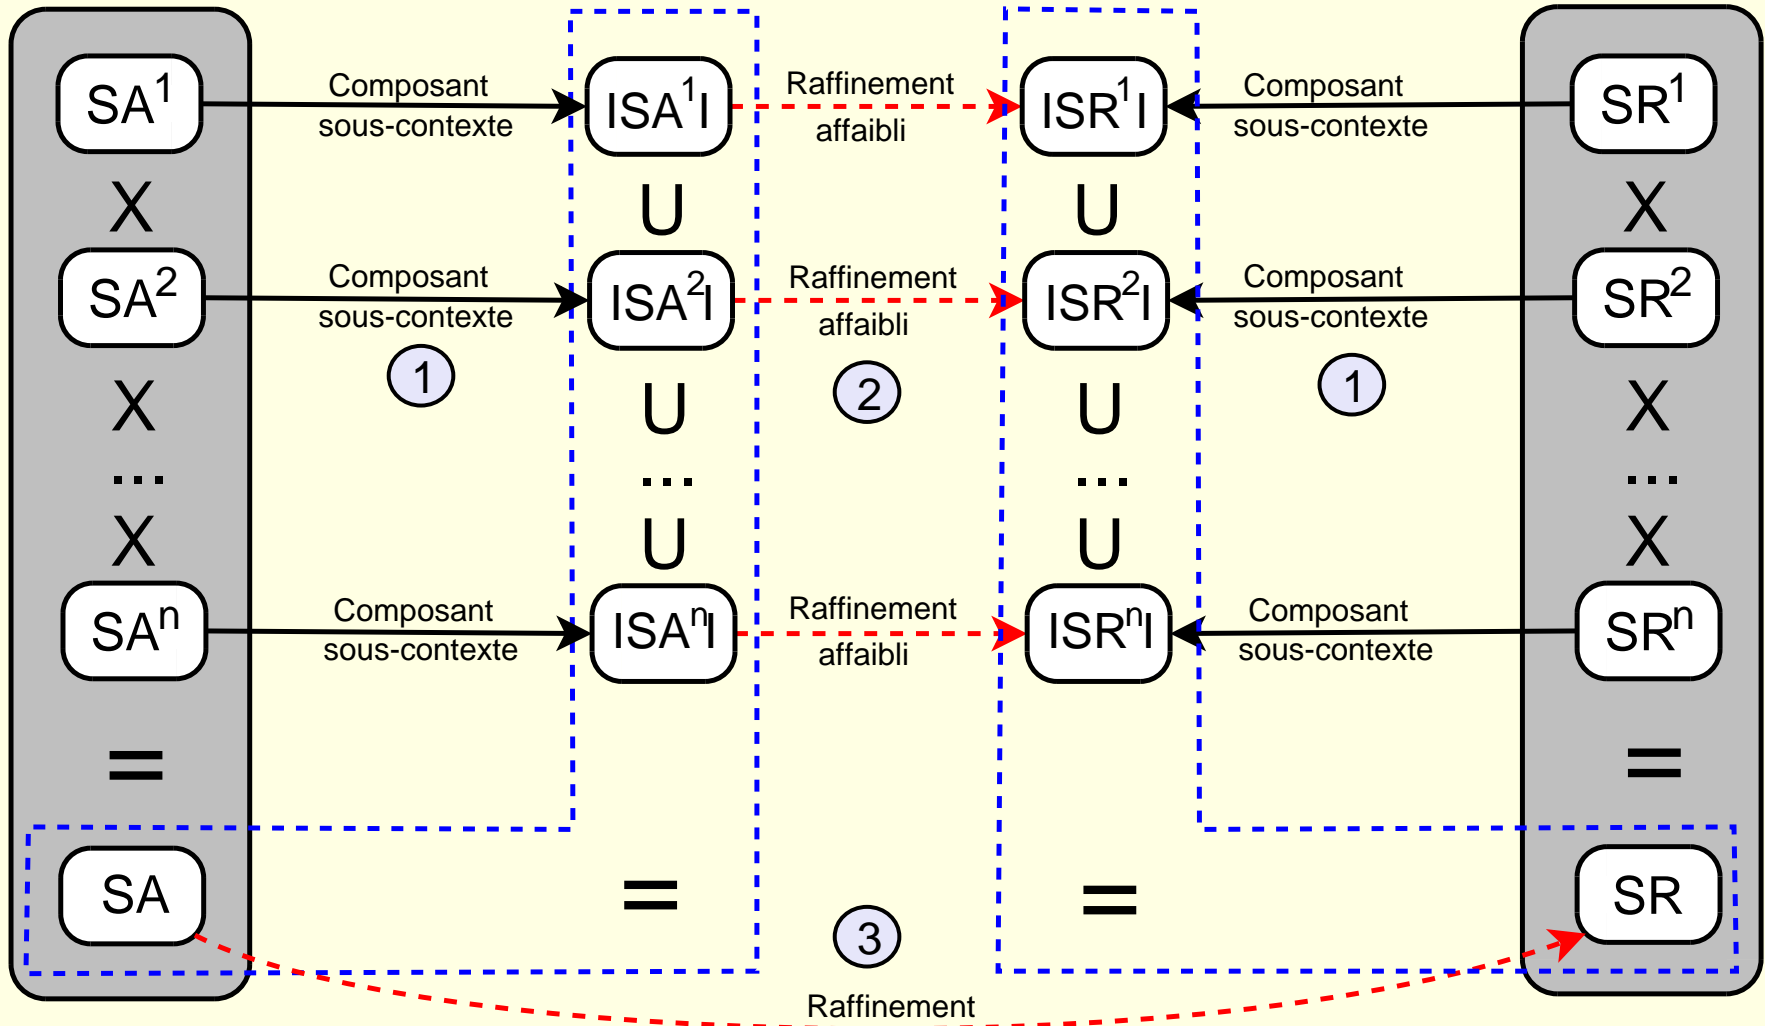 SA¹ Composant sous-contexte ISA¹I Raffinement affaibli ISR¹I Composant sous-contexte SR¹
X U U X
SA² Composant sous-contexte ISA²I Raffinement affaibli ISR²I Composant sous-contexte SR²
1 2 1
X U U X
... ... ... ...
X U U X
SAⁿ Composant sous-contexte ISAⁿI Raffinement affaibli ISRⁿI Composant sous-contexte SRⁿ
= =
SA = = SR
3
Raffinement